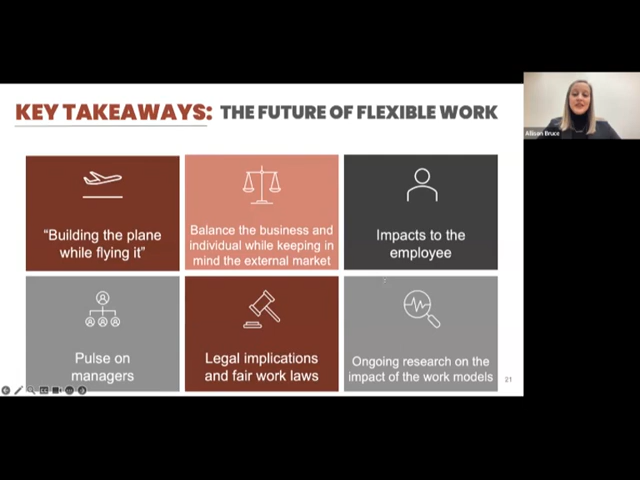 KEY TAKEAWAYS: THE FUTURE OF FLEXIBLE WORK
Allison Bruce
“Building the plane
while flying it”
Balance the business and
individual while keeping in
mind the external market
Impacts to the
employee
Pulse on
managers
Legal implications
and fair work laws
Ongoing research on the
impact of the work models
21